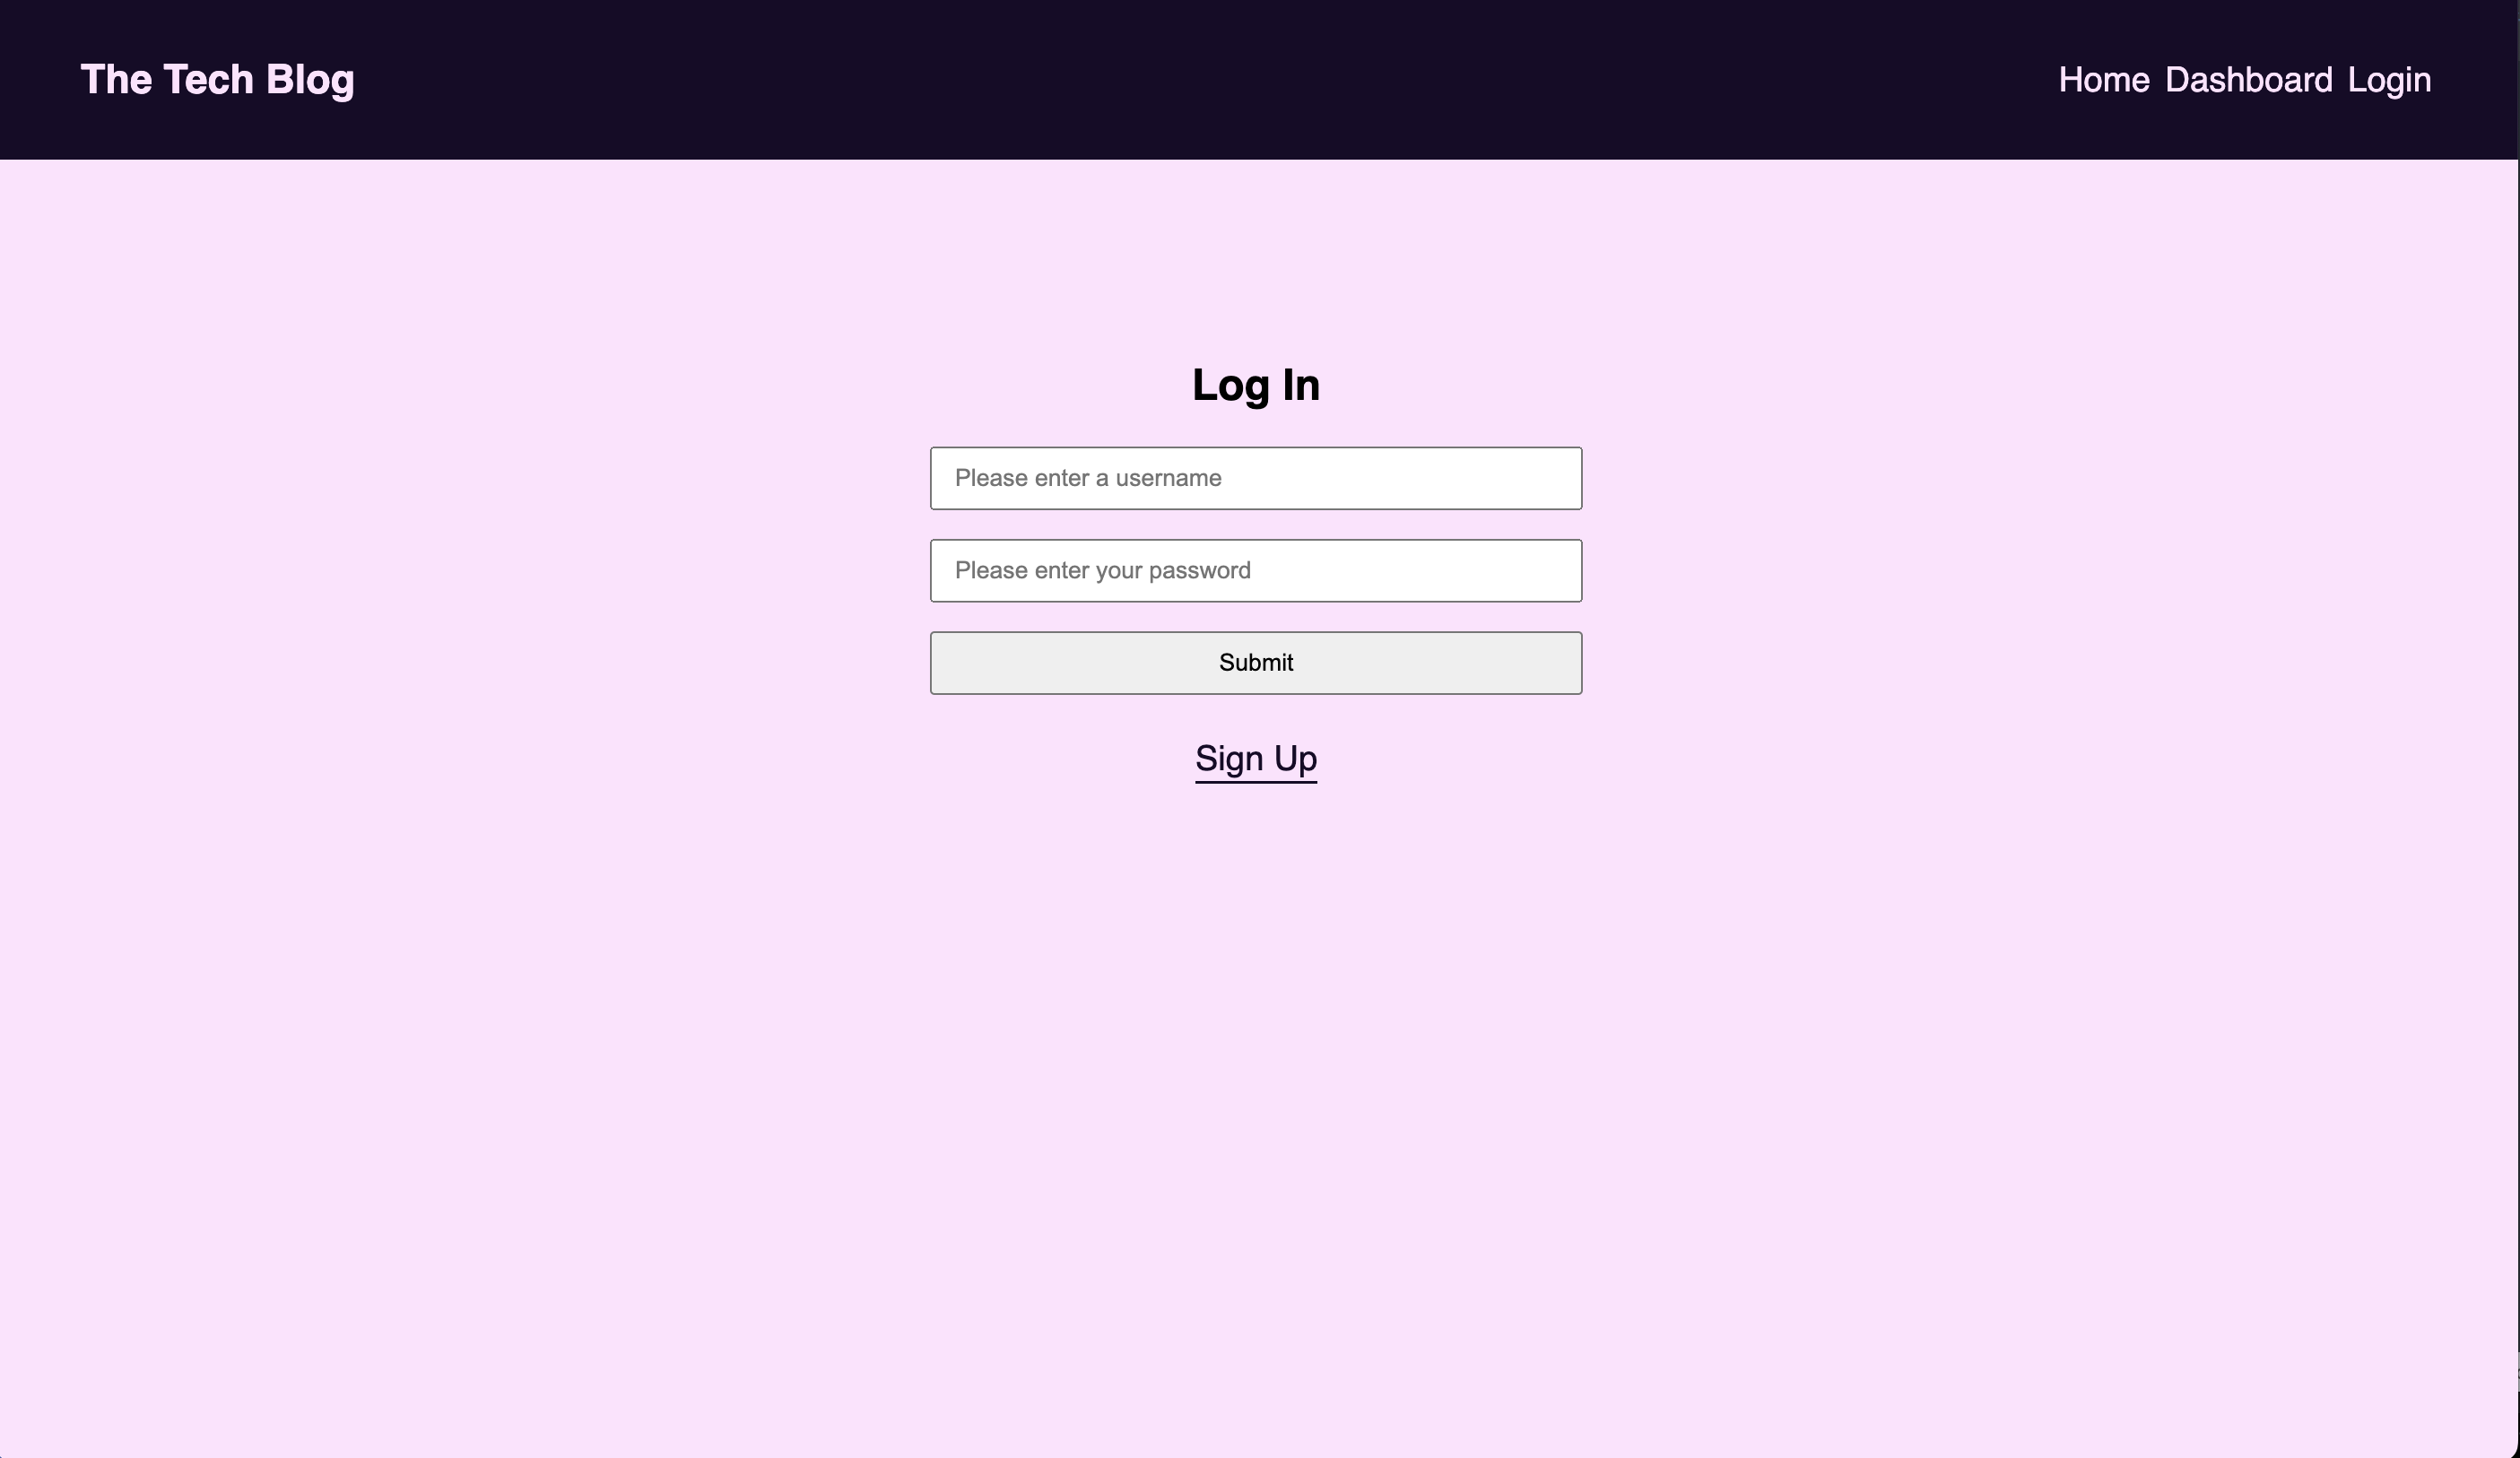 The Tech Blog
Home Dashboard Login
Log In
Please enter a username
Please enter your password
Submit
Sign Up